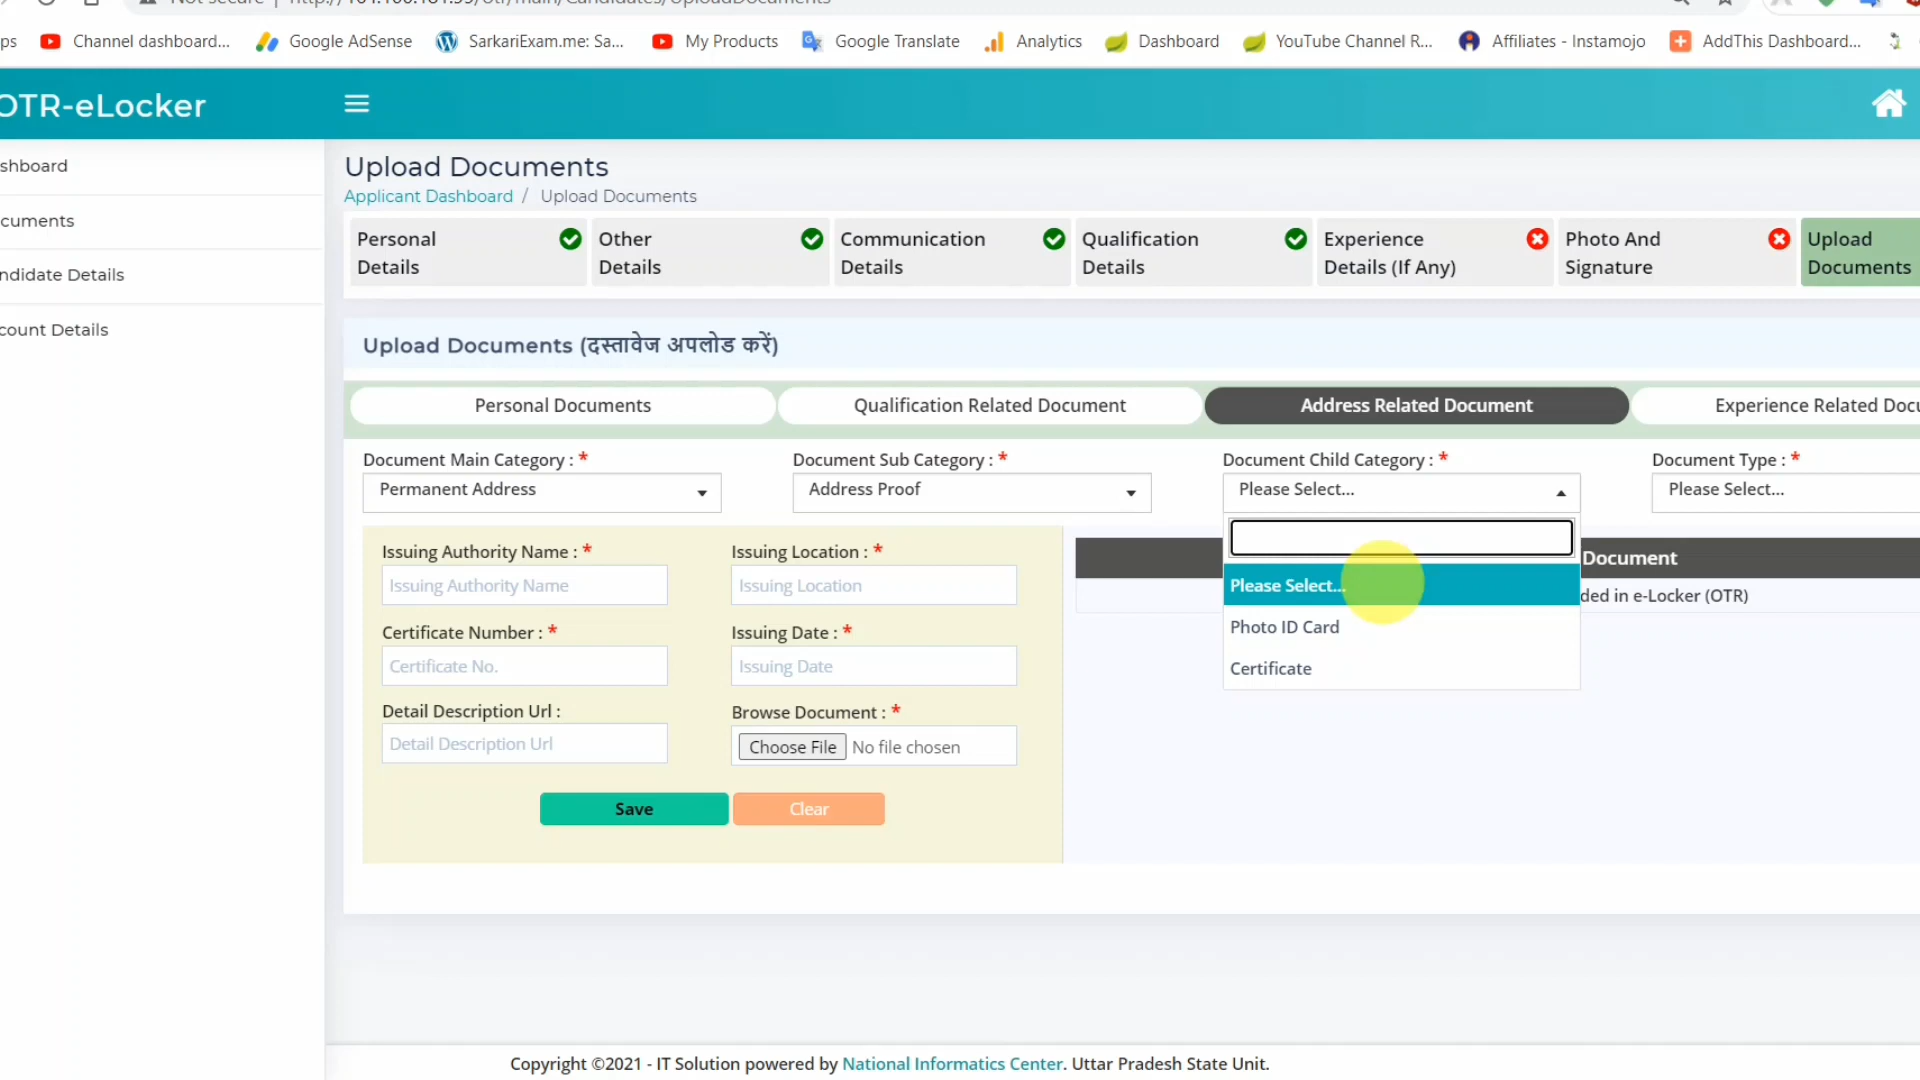 Channel dashboard...
Google AdSense
SarkariExam.me: Sa...
My Products
Google Translate
Analytics
Dashboard
YouTube Channel R...
Affiliates - Instamojo
AddThis Dashboard...
OTR-eLocker
shboard
cuments
ndidate Details
count Details
Upload Documents
Applicant Dashboard / Upload Documents
Personal
Details
Other
Details
Communication
Details
Qualification
Details
Experience
Details (If Any)
Photo And
Signature
Upload
Documents
Upload Documents (दस्तावेज अपलोड करें)
Personal Documents
Qualification Related Document
Address Related Document
Experience Related Docu
Document Main Category : *
Permanent Address
Document Sub Category : *
Address Proof
Document Child Category : *
Please Select...
Document Type : *
Please Select...
Please Select...
Photo ID Card
Certificate
Document
ded in e-Locker (OTR)
Issuing Authority Name : *
Issuing Authority Name
Issuing Location : *
Issuing Location
Certificate Number : *
Certificate No.
Issuing Date : *
Issuing Date
Detail Description Url :
Detail Description Url
Browse Document : *
Choose File No file chosen
Save
Clear
Copyright ©2021 - IT Solution powered by National Informatics Center. Uttar Pradesh State Unit.